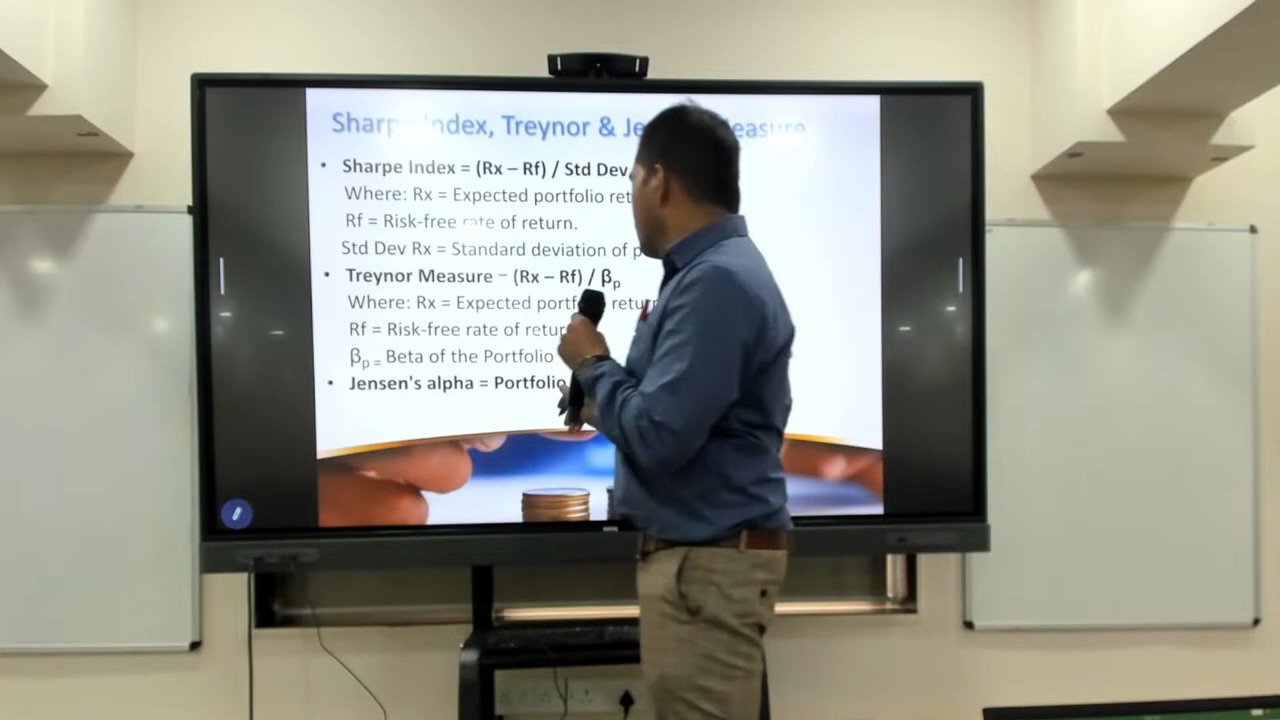 Sharp Index, Treynor & Je easure
• Sharpe Index = (Rx – Rf) / Std Dev
Where: Rx = Expected portfolio ret
Rf = Risk-free rate of return.
Std Dev Rx = Standard deviation of p
• Treynor Measure – (Rx – Rf) / βp
Where: Rx = Expected portf return
Rf = Risk-free rate of retur
βp = Beta of the Portfolio
• Jensen's alpha = Portfolio